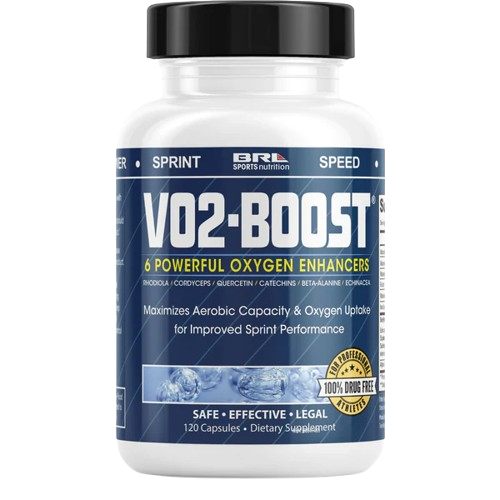 SPRINT
BRL
SPORTS nutrition
SPEED
VO2-BOOST®
6 POWERFUL OXYGEN ENHANCERS
RHODIOLA / CORDYCEPS / QUERCETIN / CATECHINS / BETA-ALANINE / ECHINACEA
Maximizes Aerobic Capacity & Oxygen Uptake
for Improved Sprint Performance
FOR PROFESSIONAL
100% DRUG FREE
ATHLETES
SAFE • EFFECTIVE • LEGAL
120 Capsules • Dietary Supplement